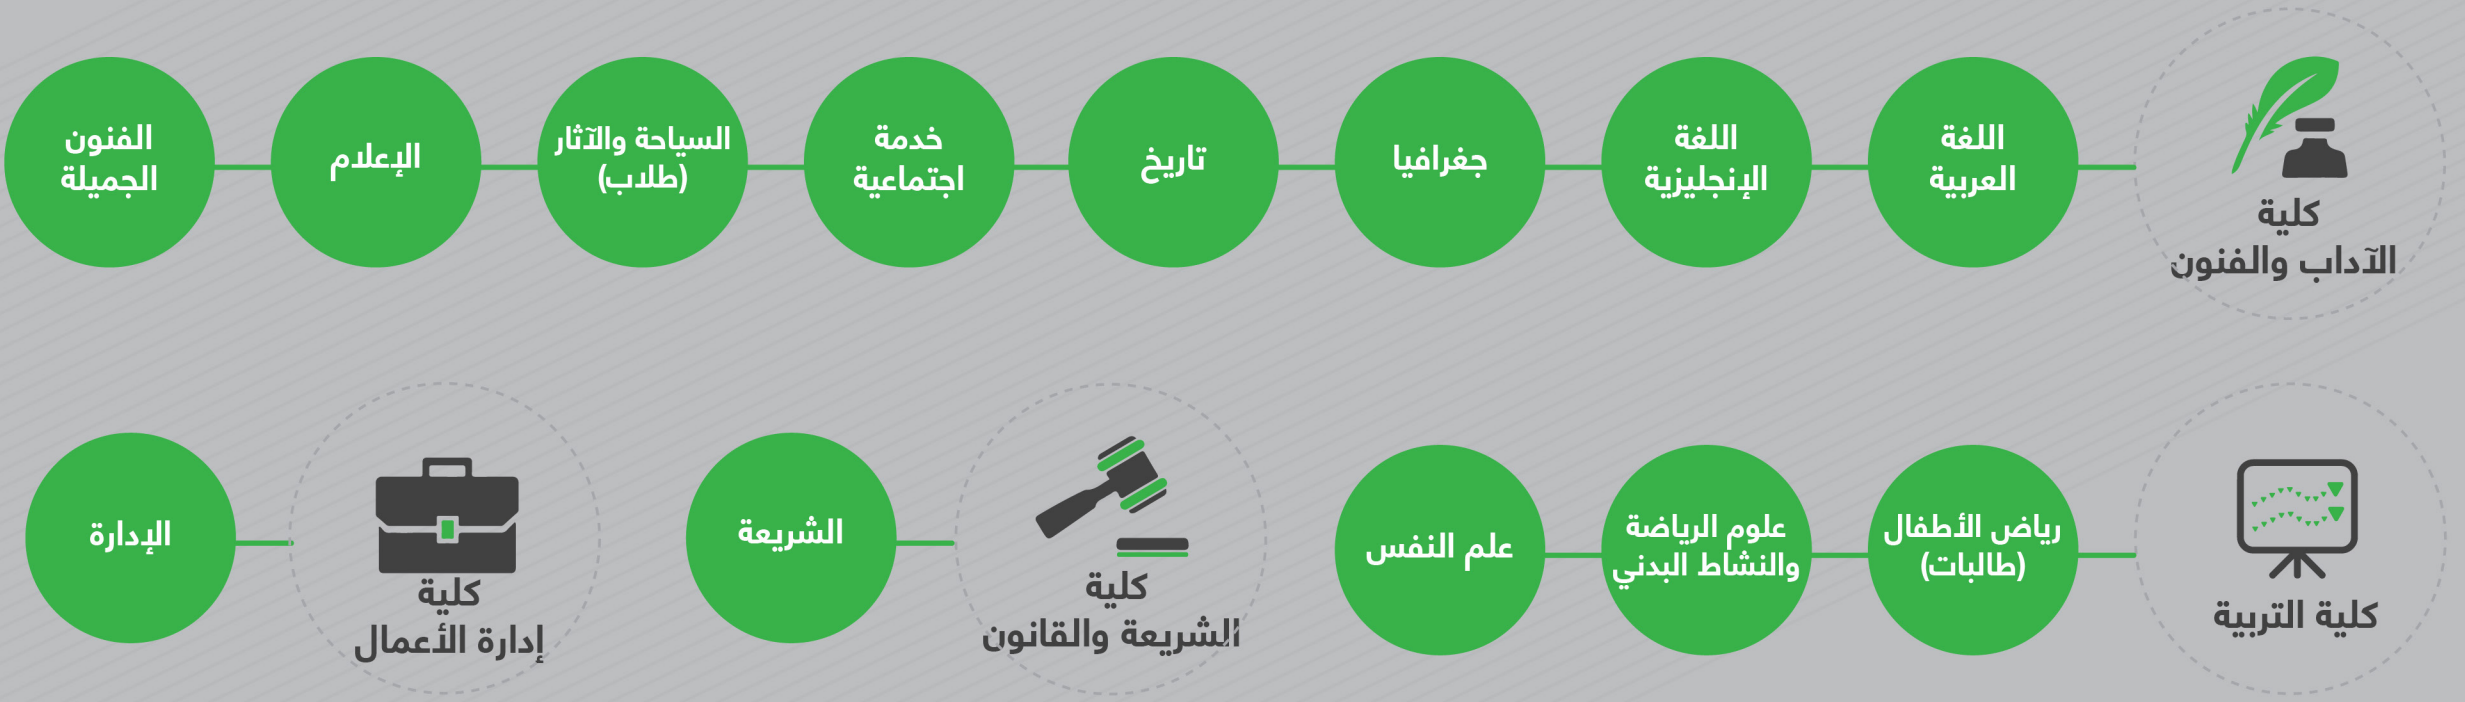 كلية
الآداب والفنون
اللغة
العربية
اللغة
الإنجليزية
جغرافيا
تاريخ
خدمة
اجتماعية
السياحة والآثار
(طلاب)
الإعلام
الفنون
الجميلة
كلية التربية
رياض الأطفال
(طالبات)
علوم الرياضة
والنشاط البدني
علم النفس
كلية
الشريعة والقانون
الشريعة
كلية
إدارة الأعمال
الإدارة